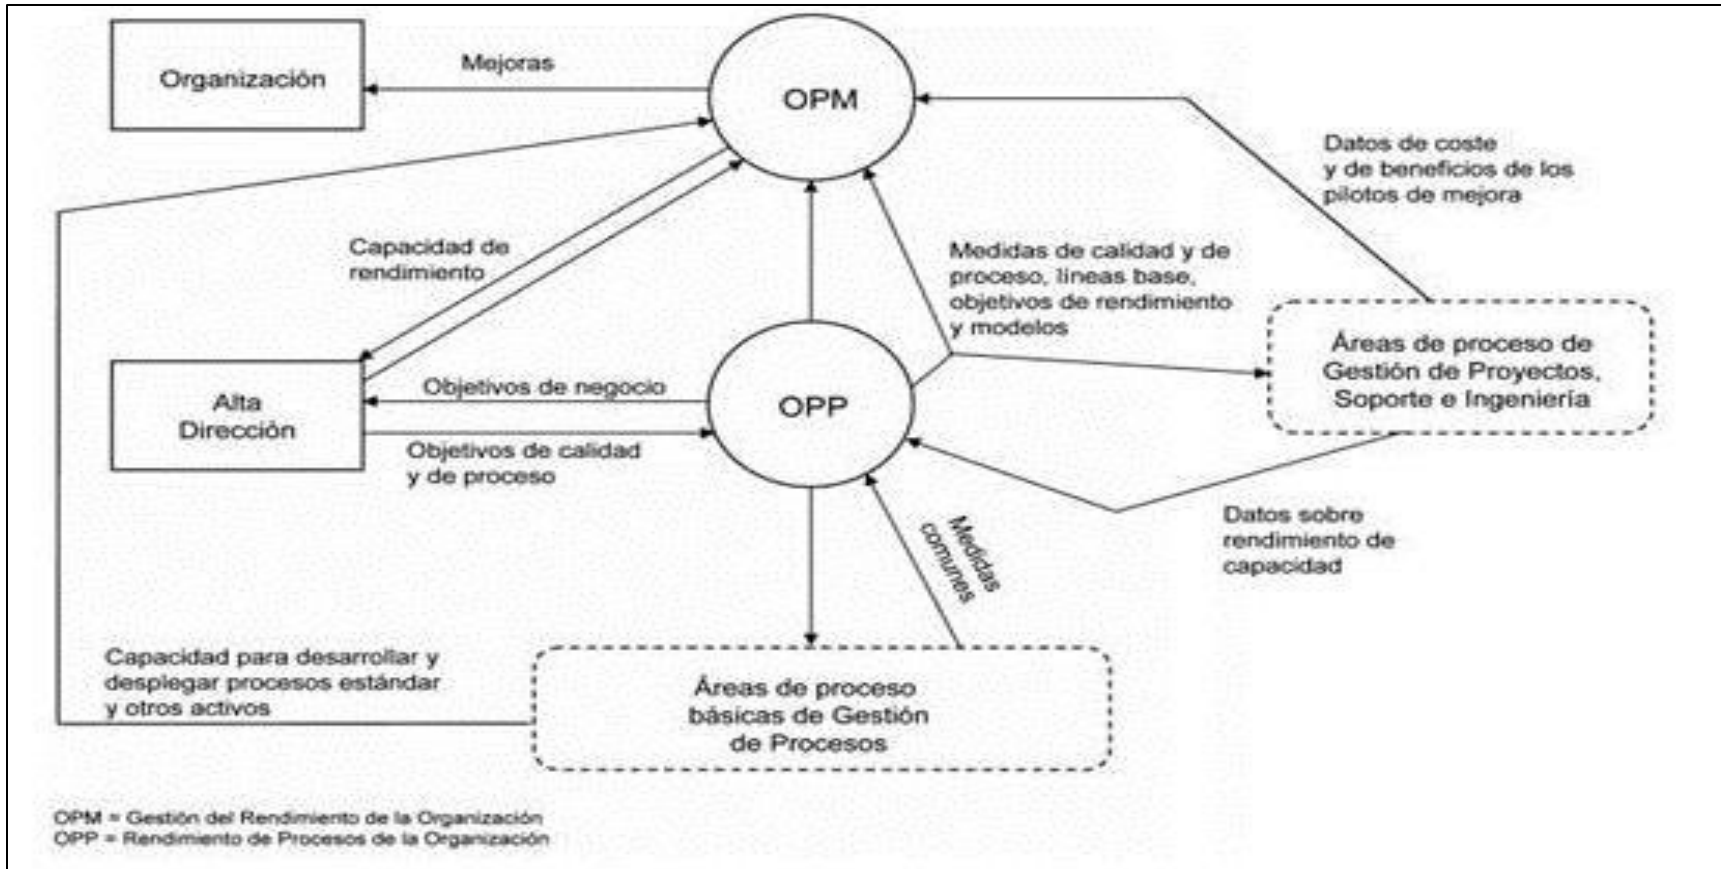 Organización
Mejoras
OPM
Datos de coste
y de beneficios de los
pilotos de mejora
Capacidad de
rendimiento
Medidas de calidad y de
proceso, líneas base,
objetivos de rendimiento
y modelos
Áreas de proceso de
Gestión de Proyectos,
Soporte e Ingeniería
Alta
Dirección
Objetivos de negocio
OPP
Objetivos de calidad
y de proceso
Datos sobre
rendimiento de
capacidad
Medidas
comunes
Capacidad para desarrollar y
desplegar procesos estándar
y otros activos
Áreas de proceso
básicas de Gestión
de Procesos
OPM = Gestión del Rendimiento de la Organización
OPP = Rendimiento de Procesos de la Organización